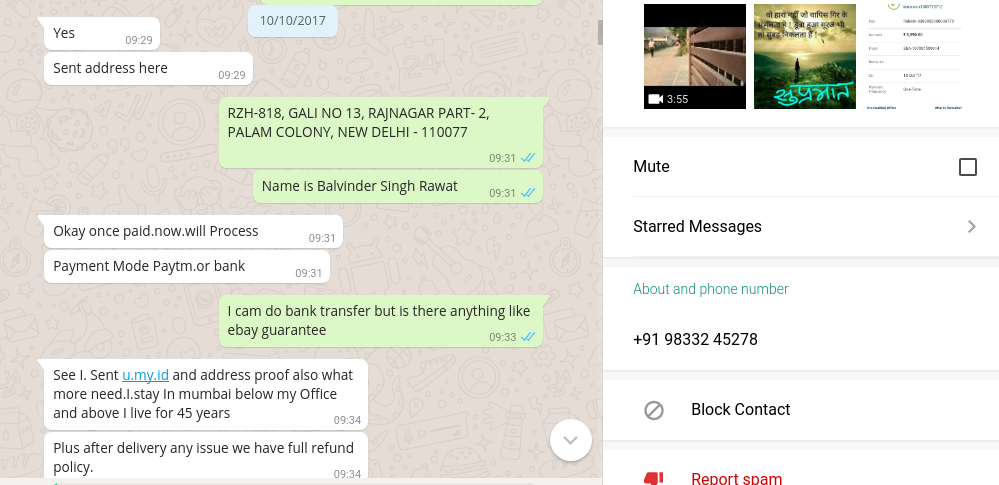 10/10/2017
Yes
09:29
Sent address here
09:29
RZH-818, GALI NO 13, RAJNAGAR PART- 2,
PALAM COLONY, NEW DELHI - 110077
09:31
Name is Balvinder Singh Rawat
09:31
Okay once paid.now.will Process
09:31
Payment Mode Paytm.or bank
09:31
I cam do bank transfer but is there anything like
ebay guarantee
09:33
See I. Sent u.my.id and address proof also what
more need.I.stay In mumbai below my Office
and above I live for 45 years
09:34
Plus after delivery any issue we have full refund
policy.
09:34
3:55
वो हारा नहीं जो वापिस गिर के
सुप्रभात
Mute
Starred Messages
About and phone number
+91 98332 45278
Block Contact
Report spam